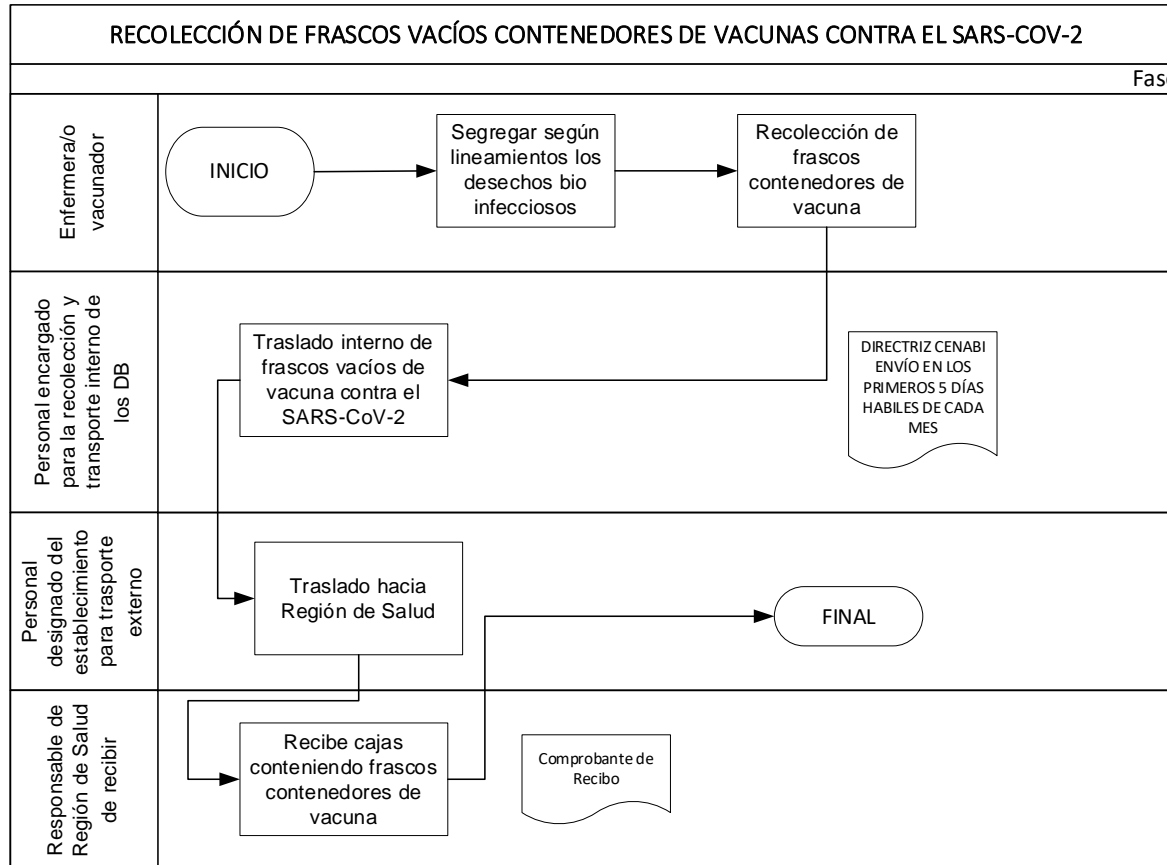 RECOLECCIÓN DE FRASCOS VACÍOS CONTENEDORES DE VACUNAS CONTRA EL SARS-COV-2
Fase
Enfermera/o
vacunador
INICIO
Segregar según
lineamientos los
desechos bio
infecciosos
Recolección de
frascos
contenedores de
vacuna
Personal encargado
para la recolección y
transporte interno de
los DB
Traslado interno de
frascos vacíos de
vacuna contra el
SARS-CoV-2
DIRECTRIZ CENABI
ENVÍO EN LOS
PRIMEROS 5 DÍAS
HABILES DE CADA
MES
Personal
designado del
establecimiento
para trasporte
externo
Traslado hacia
Región de Salud
FINAL
Responsable de
Región de Salud
de recibir
Recibe cajas
conteniendo frascos
contenedores de
vacuna
Comprobante de
Recibo